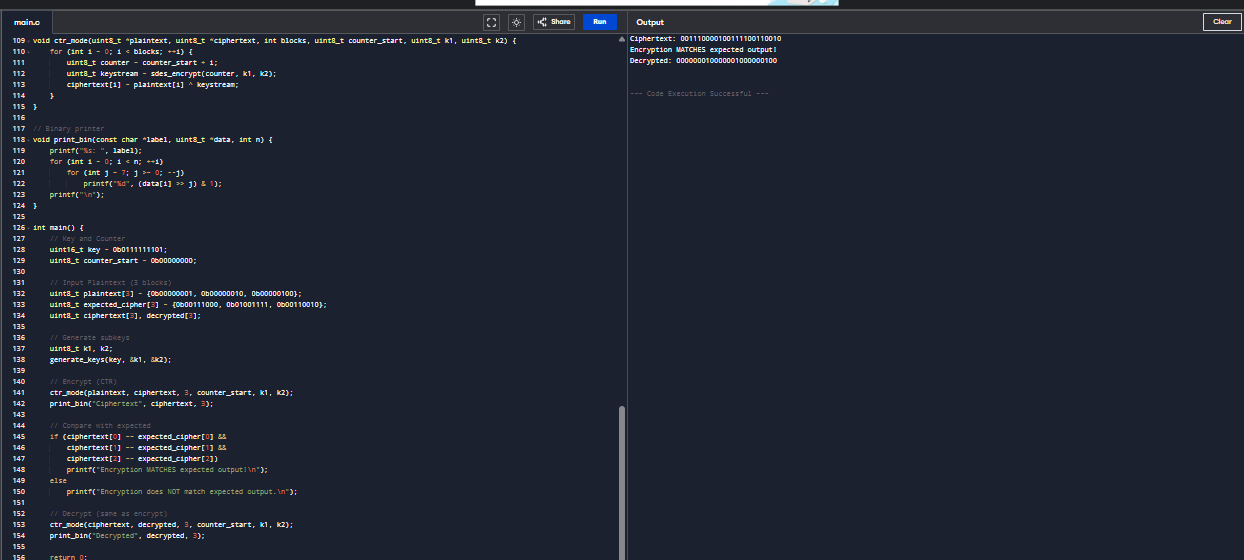 main.c
Share
Run
Output
Clear
109 void ctr_mode(uint8_t *plaintext, uint8_t *ciphertext, int blocks, uint8_t counter_start, uint8_t k1, uint8_t k2) {
110 for (int i = 0; i < blocks; ++i) {
111 uint8_t counter = counter_start + i;
112 uint8_t keystream = sdes_encrypt(counter, k1, k2);
113 ciphertext[i] = plaintext[i] ^ keystream;
114 }
115 }
116
117 // Binary printer
118 void print_bin(const char *label, uint8_t *data, int n) {
119 printf("%s: ", label);
120 for (int i = 0; i < n; ++i)
121 for (int j = 7; j >= 0; --j)
122 printf("%d", (data[i] >> j) & 1);
123 printf("\n");
124 }
125
126 int main() {
127 // Key and Counter
128 uint16_t key = 0b0111111101;
129 uint8_t counter_start = 0b00000000;
130
131 // Input Plaintext (3 blocks)
132 uint8_t plaintext[3] = {0b00000001, 0b00000010, 0b00000100};
133 uint8_t expected_cipher[3] = {0b00111000, 0b01001111, 0b00110010};
134 uint8_t ciphertext[3], decrypted[3];
135
136 // Generate subkeys
137 uint8_t k1, k2;
138 generate_keys(key, &k1, &k2);
139
140 // Encrypt (CTR)
141 ctr_mode(plaintext, ciphertext, 3, counter_start, k1, k2);
142 print_bin("Ciphertext", ciphertext, 3);
143
144 // Compare with expected
145 if (ciphertext[0] == expected_cipher[0] &&
146 ciphertext[1] == expected_cipher[1] &&
147 ciphertext[2] == expected_cipher[2])
148 printf("Encryption MATCHES expected output!\n");
149 else
150 printf("Encryption does NOT match expected output.\n");
151
152 // Decrypt (same as encrypt)
153 ctr_mode(ciphertext, decrypted, 3, counter_start, k1, k2);
154 print_bin("Decrypted", decrypted, 3);
155
156 return 0;
Ciphertext: 001110000100111100110010
Encryption MATCHES expected output!
Decrypted: 000000010000001000000100
=== Code Execution Successful ===